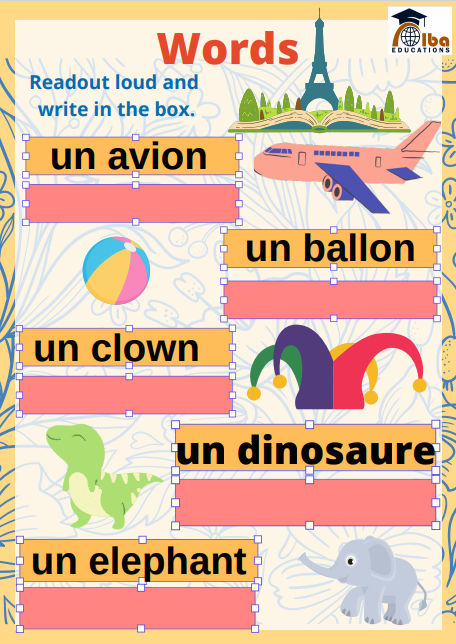 Words
lba
EDUCATIONS
Readout loud and
write in the box.
un avion
un ballon
un clown
un dinosaure
un elephant